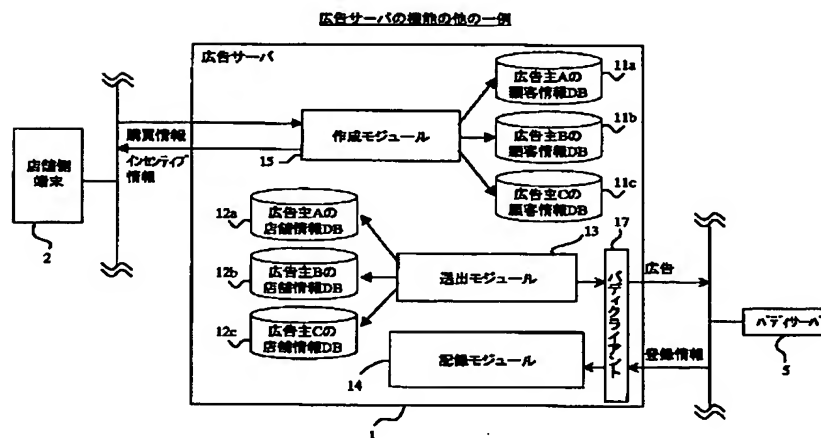 広告サーバの機能の他の一例
広告サーバ
広告主Aの
顧客情報DB
11a
広告主Bの
顧客情報DB
11b
広告主Cの
顧客情報DB
11c
購買情報
インセンティブ
情報
作成モジュール
15
店舗側
端末
2
広告主Aの
店舗情報DB
12a
広告主Bの
店舗情報DB
12b
広告主Cの
店舗情報DB
12c
送出モジュール
13
17
バディクライアント
広告
登録情報
バディサーバ
5
記録モジュール
14
1